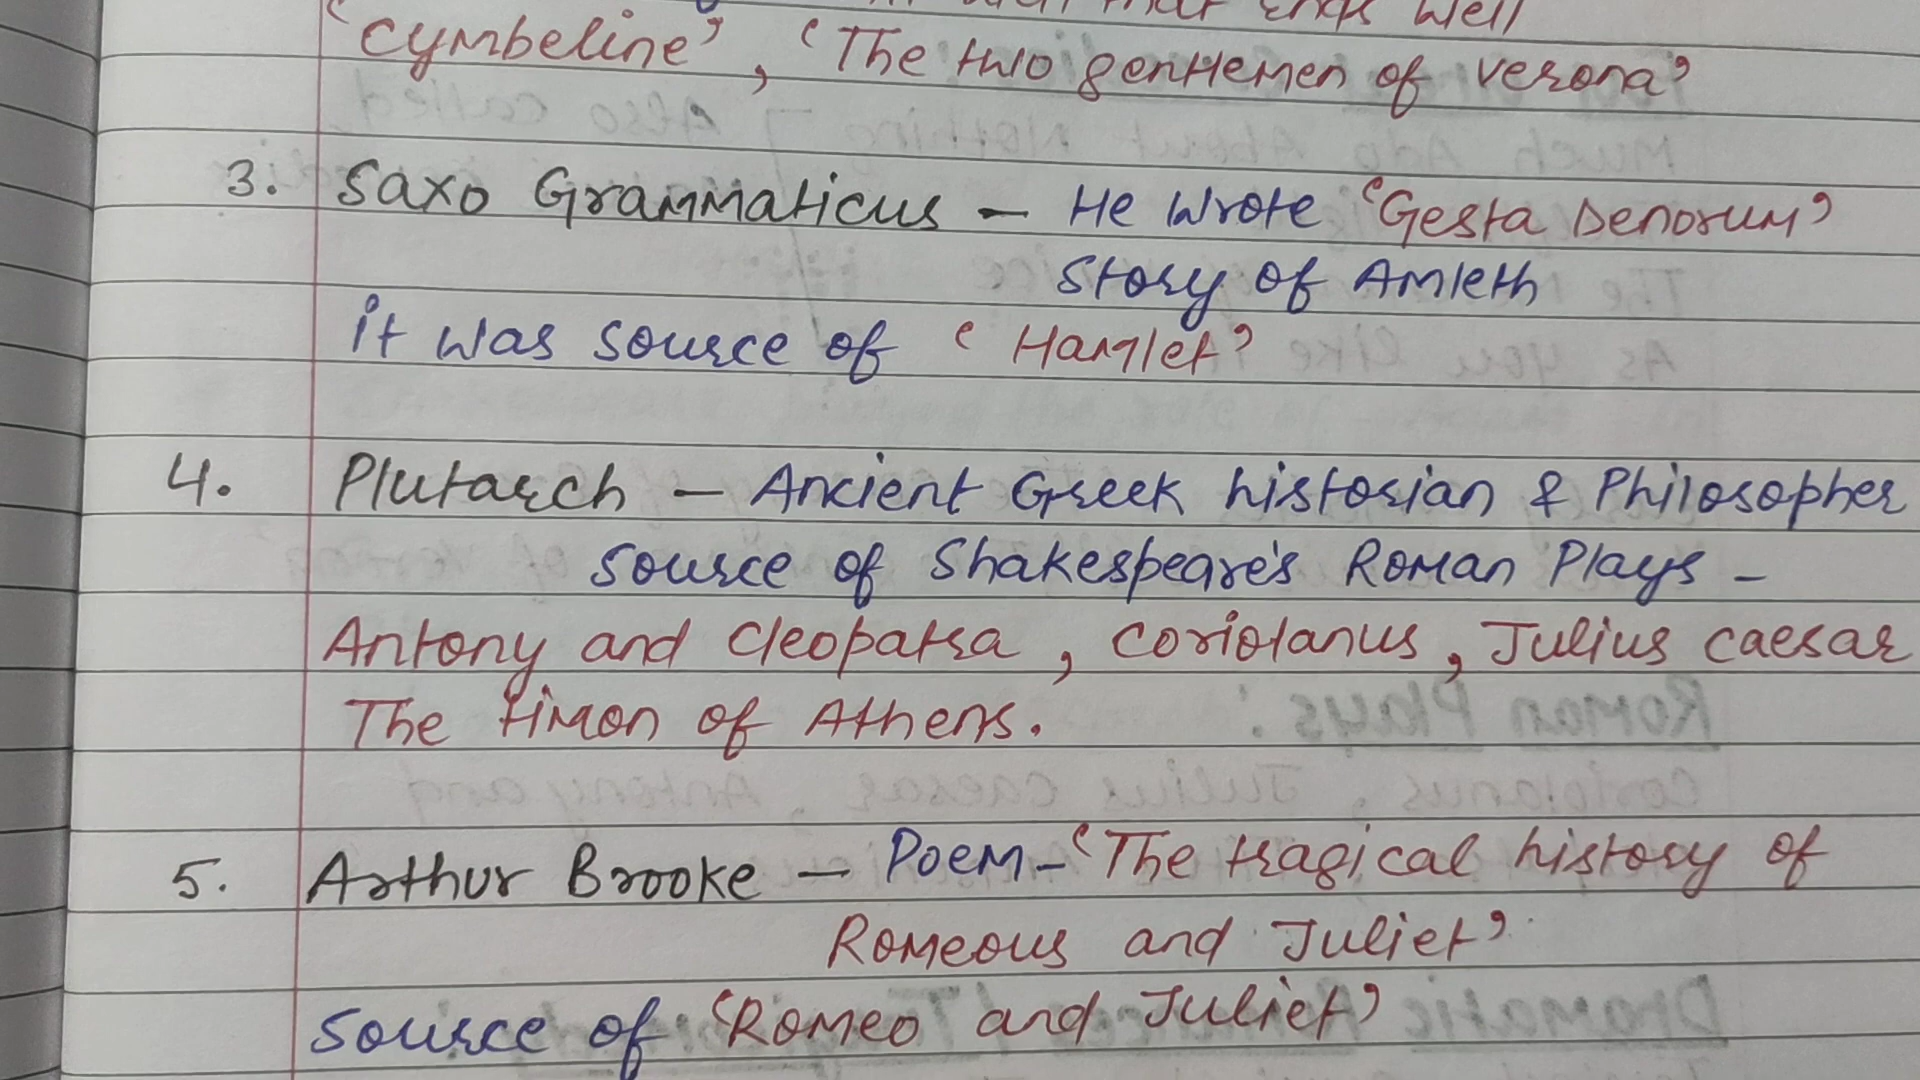 that ends well
'cymbeline', 'The two gentlemen of verona'
3. Saxo Grammaticus - He wrote 'Gesta Denorum'
Story of Amleth
it was source of 'Hamlet'
4. Plutarch - Ancient Greek historian & Philosopher
source of Shakespeare's Roman Plays -
Antony and Cleopatra, Coriolanus, Julius caesar
The timon of Athens.
5. Arthur Brooke - Poem - 'The tragical history of
Romeous and Juliet'
source of 'Romeo and Juliet'